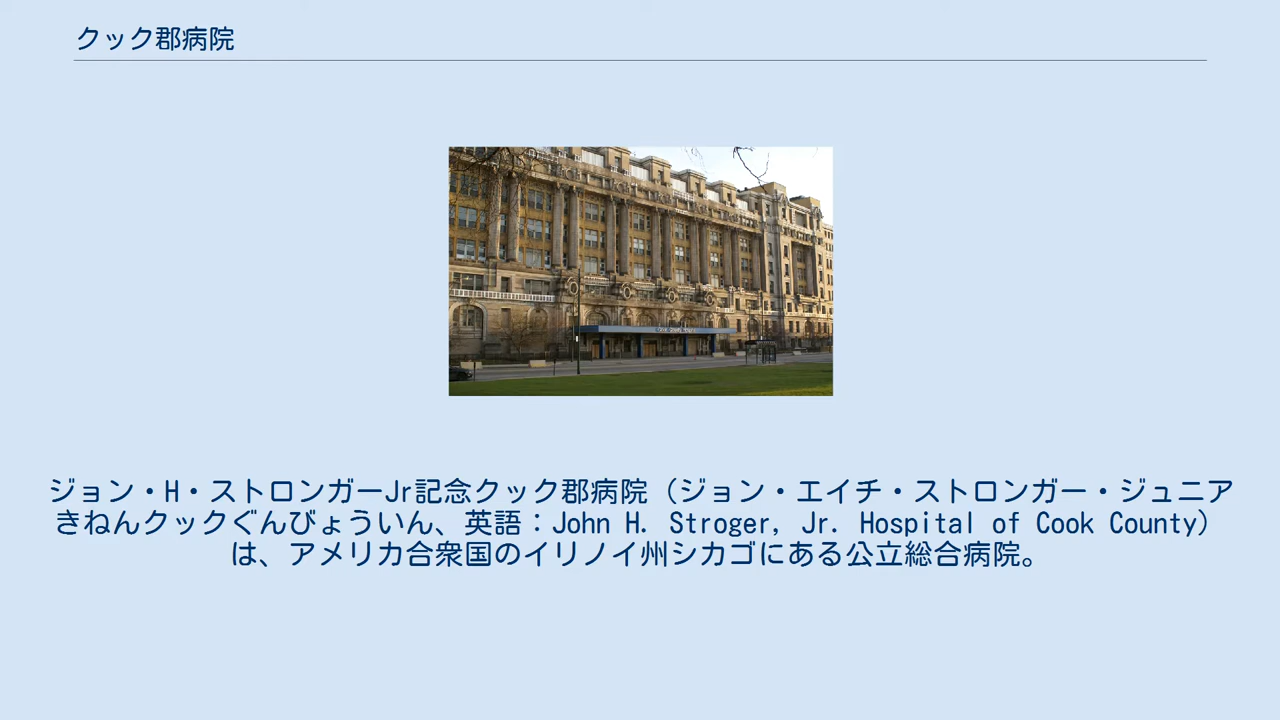 クック郡病院
ジョン・H・ストロンガーJr記念クック郡病院（ジョン・エイチ・ストロンガー・ジュニア
きねんクックぐんびょういん、英語：John H. Stroger, Jr. Hospital of Cook County）
は、アメリカ合衆国のイリノイ州シカゴにある公立総合病院。